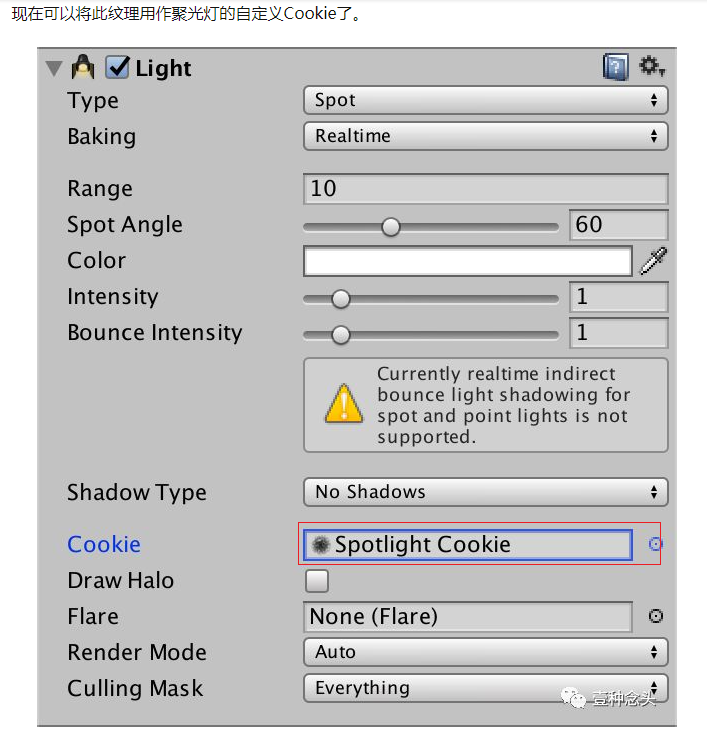 现在可以将此纹理用作聚光灯的自定义Cookie了。
Light
Type Spot
Baking Realtime
Range 10
Spot Angle 60
Color
Intensity 1
Bounce Intensity 1
Currently realtime indirect
bounce light shadowing for
spot and point lights is not
supported.
Shadow Type No Shadows
Cookie Spotlight Cookie
Draw Halo
Flare None (Flare)
Render Mode Auto
Culling Mask Everything
壹种念头